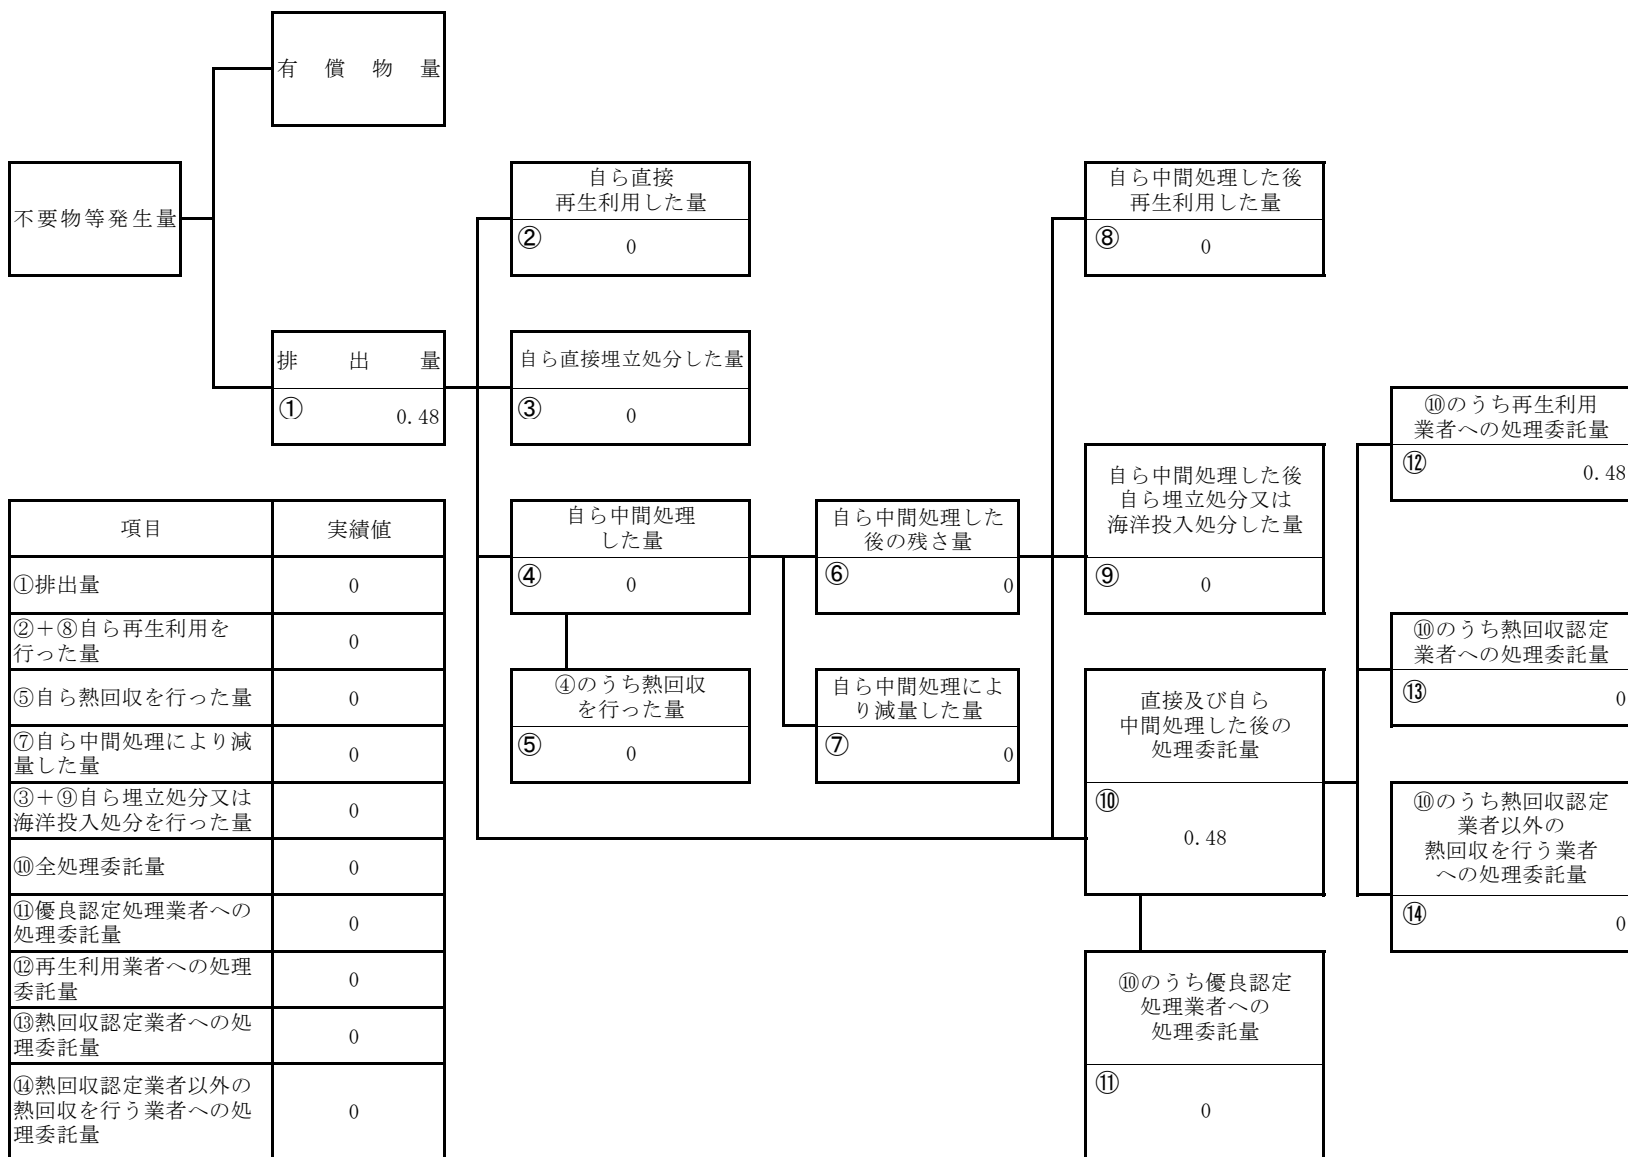 有償物量
不要物等発生量
排出量
① 0.48
自ら直接
再生利用した量
② 0
自ら直接埋立処分した量
③ 0
自ら中間処理
した量
④ 0
④のうち熱回収
を行った量
⑤ 0
自ら中間処理した
後の残さ量
⑥ 0
自ら中間処理によ
り減量した量
⑦ 0
自ら中間処理した後
再生利用した量
⑧ 0
自ら中間処理した後
自ら埋立処分又は
海洋投入処分した量
⑨ 0
直接及び自ら
中間処理した後の
処理委託量
⑩
0.48
⑩のうち優良認定
処理業者への
処理委託量
⑪
0
⑩のうち再生利用
業者への処理委託量
⑫ 0.48
⑩のうち熱回収認定
業者への処理委託量
⑬ 0
⑩のうち熱回収認定
業者以外の
熱回収を行う業者
への処理委託量
⑭ 0
項目 実績値
①排出量 0
②+⑧自ら再生利用を
行った量 0
⑤自ら熱回収を行った量 0
⑦自ら中間処理により減
量した量 0
③+⑨自ら埋立処分又は
海洋投入処分を行った量 0
⑩全処理委託量 0
⑪優良認定処理業者への
処理委託量 0
⑫再生利用業者への処理
委託量 0
⑬熱回収認定業者への処
理委託量 0
⑭熱回収認定業者以外の
熱回収を行う業者への処
理委託量 0